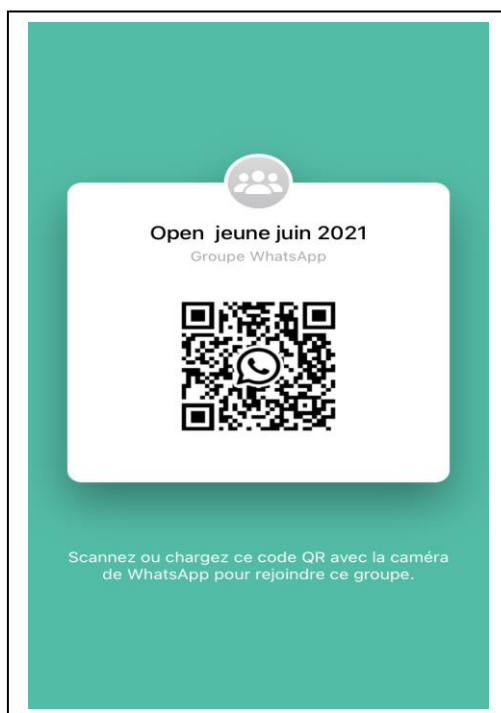 Open  jeune juin 2021
Groupe WhatsApp
Scannez ou chargez ce code QR avec la caméra
de WhatsApp pour rejoindre ce groupe.